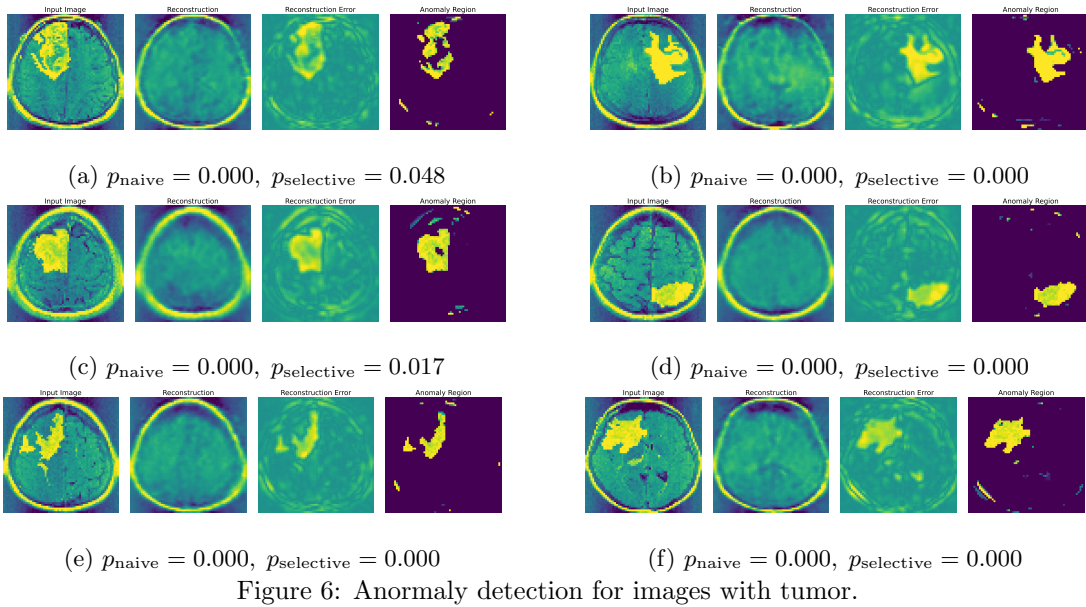 Input Image Reconstruction Reconstruction Error Anomaly Region
Input Image Reconstruction Reconstruction Error Anomaly Region
(a) p_naive = 0.000, p_selective = 0.048
(b) p_naive = 0.000, p_selective = 0.000
Input Image Reconstruction Reconstruction Error Anomaly Region
Input Image Reconstruction Reconstruction Error Anomaly Region
(c) p_naive = 0.000, p_selective = 0.017
(d) p_naive = 0.000, p_selective = 0.000
Input Image Reconstruction Reconstruction Error Anomaly Region
Input Image Reconstruction Reconstruction Error Anomaly Region
(e) p_naive = 0.000, p_selective = 0.000
(f) p_naive = 0.000, p_selective = 0.000
Figure 6: Anormaly detection for images with tumor.